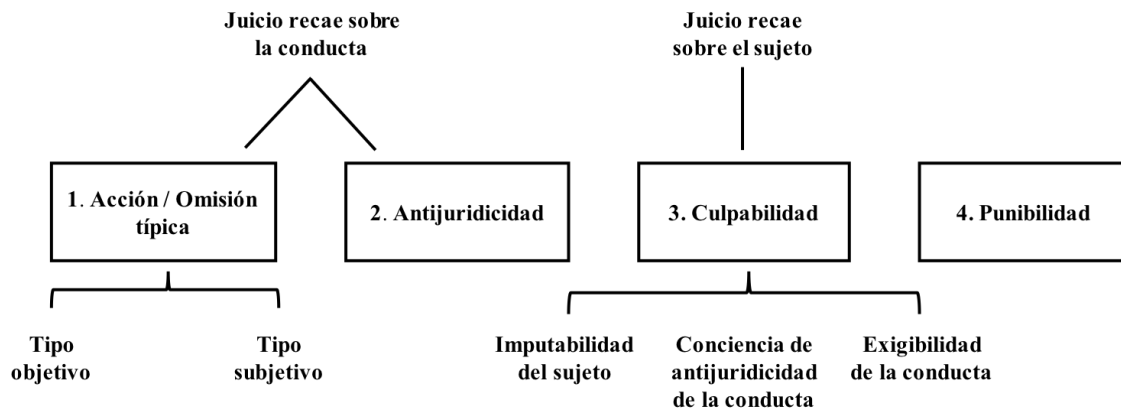 Juicio recae sobre
la conducta
Juicio recae
sobre el sujeto
1. Acción / Omisión
típica
2. Antijuridicidad
3. Culpabilidad
4. Punibilidad
Tipo
objetivo
Tipo
subjetivo
Imputabilidad
del sujeto
Conciencia de
antijuridicidad
de la conducta
Exigibilidad
de la conducta